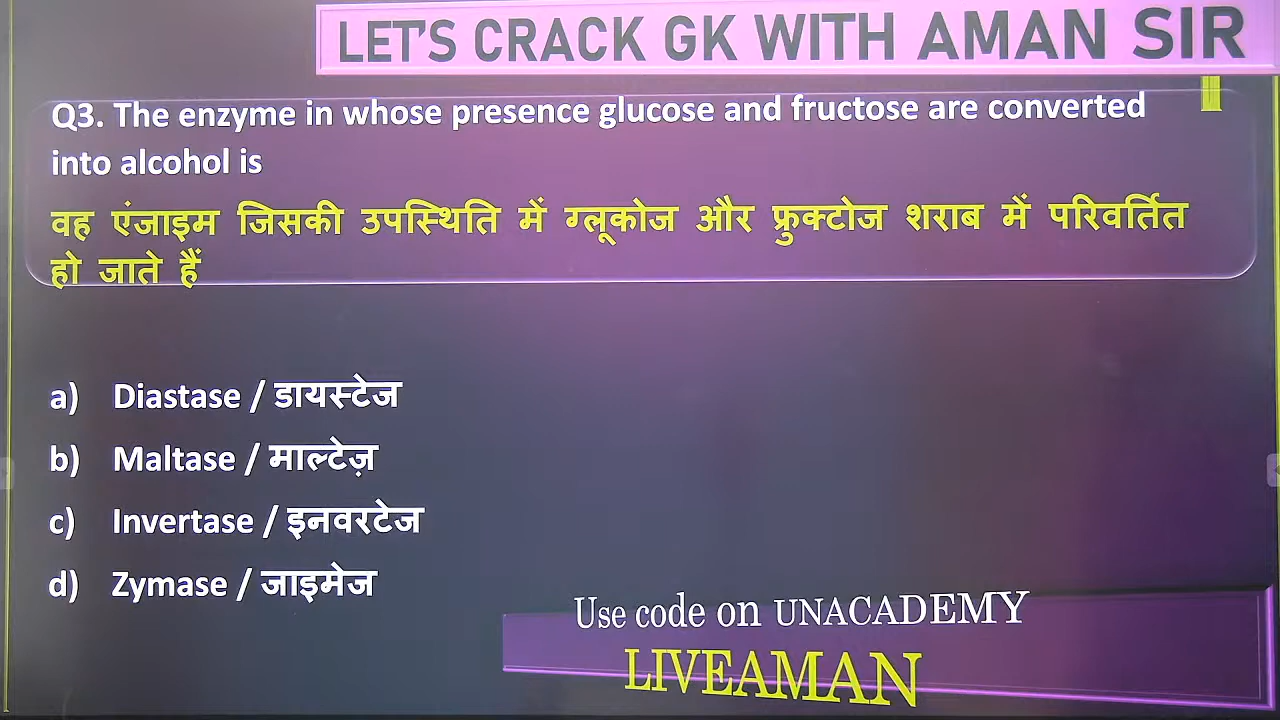 LET'S CRACK GK WITH AMAN SIR
Q3. The enzyme in whose presence glucose and fructose are converted
into alcohol is
वह एंजाइम जिसकी उपस्थिति में ग्लूकोज और फ्रुक्टोज शराब में परिवर्तित
हो जाते हैं
a) Diastase / डायस्टेज
b) Maltase / माल्टेज़
c) Invertase / इनवरटेज
d) Zymase / जाइमेज
Use code on UNACADEMY
LIVEAMAN